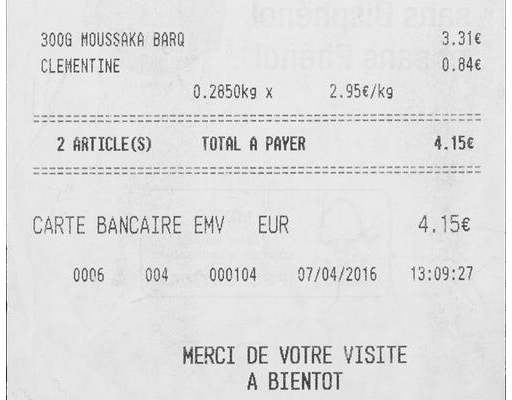 300G MOUSSAKA BARQ 3.31€
CLEMENTINE 0.84€
0.2850kg x 2.95€/kg
2 ARTICLE(S) TOTAL A PAYER 4.15€
CARTE BANCAIRE EMV EUR 4.15€
0006 004 000104 07/04/2016 13:09:27
MERCI DE VOTRE VISITE
A BIENTOT